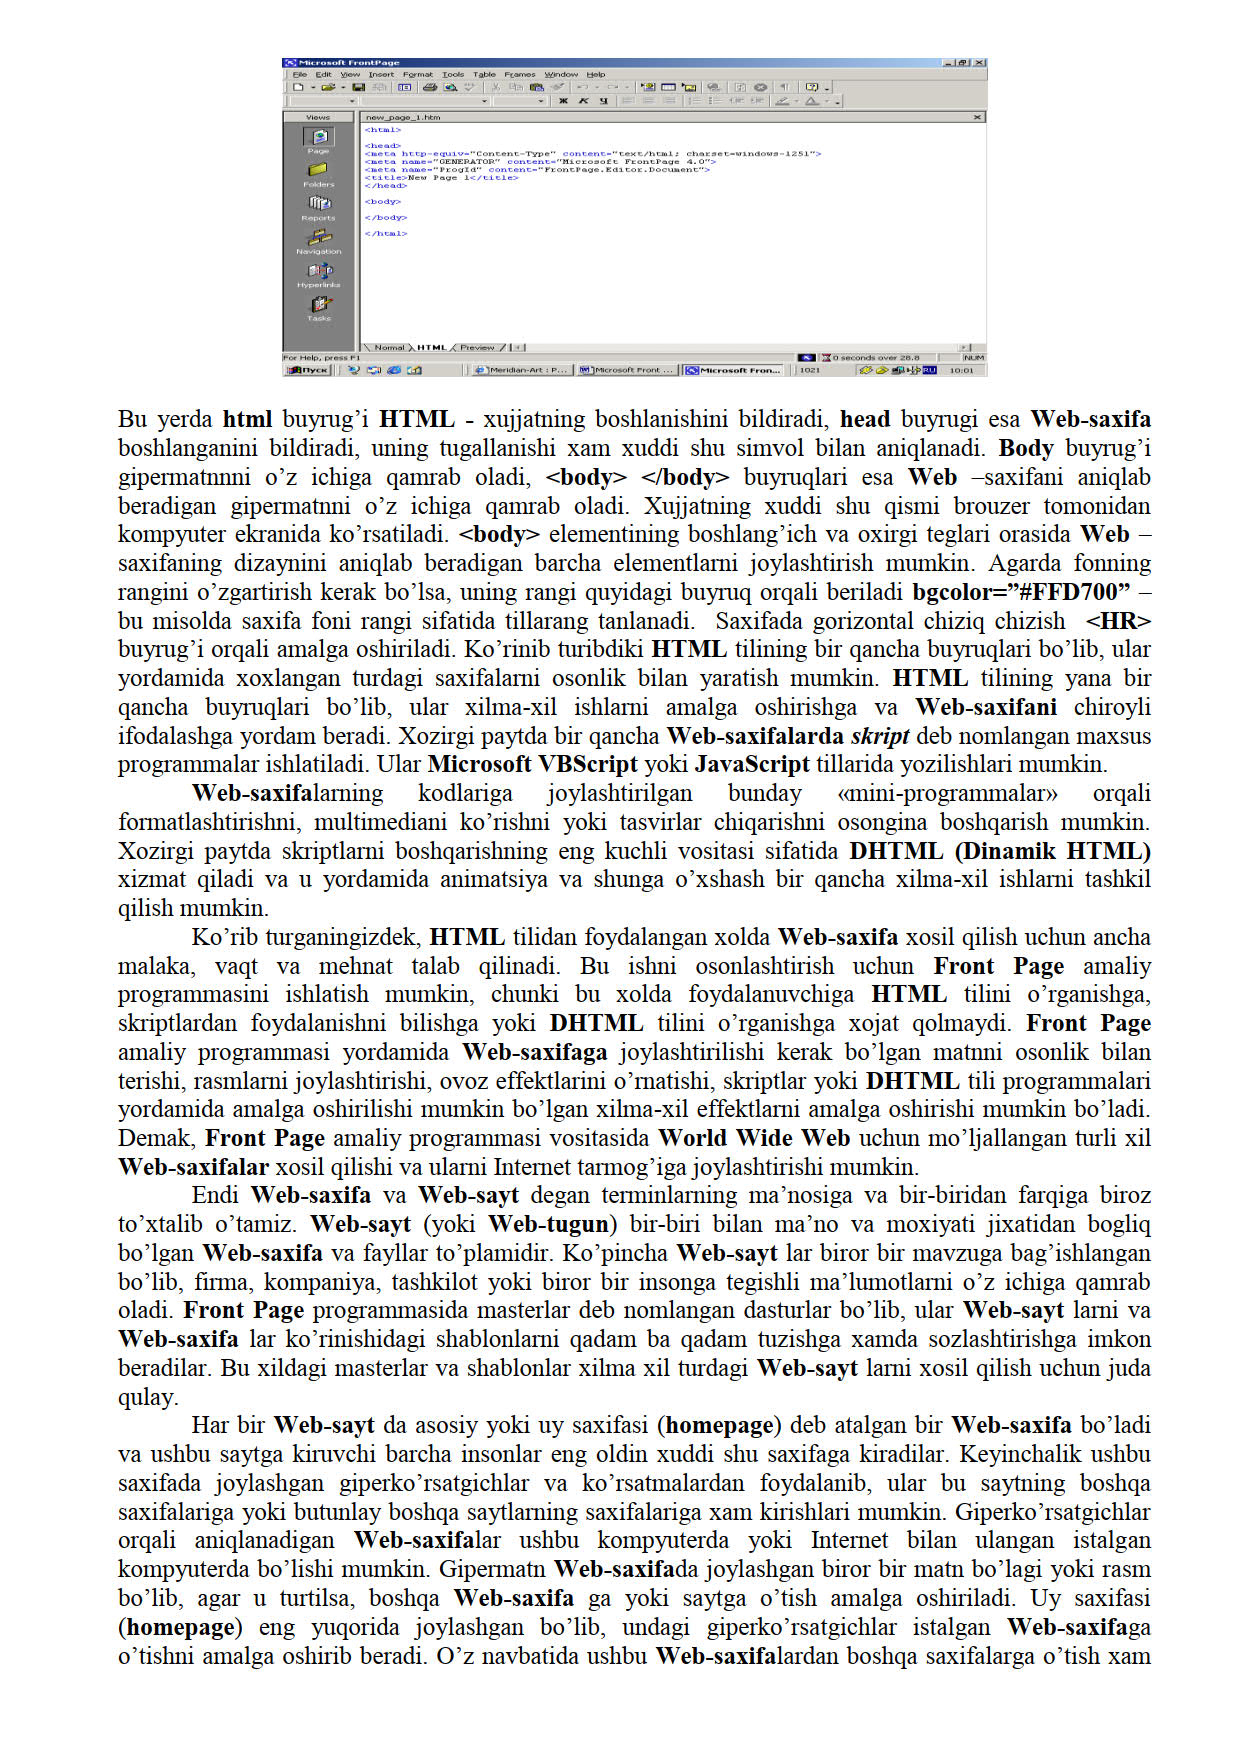 Microsoft FrontPage
File Edit View Insert Format Tools Table Frames Window Help
Ж К Ч
Views
new_page_1.htm
<html>
<head>
<meta http-equiv="Content-Type" content="text/html; charset=windows-1251">
<meta name="GENERATOR" content="Microsoft FrontPage 4.0">
<meta name="ProgId" content="FrontPage.Editor.Document">
<title>New Page 1</title>
</head>
<body>
</body>
</html>
Page
Folders
Reports
Navigation
Hyperlinks
Tasks
Normal HTML Preview
For Help, press F1
0 seconds over 28.8
NUM
Пуск
Meridian-Art : P...
Microsoft Front ...
Microsoft Fron...
1021
RU
10:01
Bu yerda html buyrug’i HTML - xujjatning boshlanishini bildiradi, head buyrugi esa Web-saxifa
boshlanganini bildiradi, uning tugallanishi xam xuddi shu simvol bilan aniqlanadi. Body buyrug’i
gipermatnnni o’z ichiga qamrab oladi, <body> </body> buyruqlari esa Web –saxifani aniqlab
beradigan gipermatnni o’z ichiga qamrab oladi. Xujjatning xuddi shu qismi brouzer tomonidan
kompyuter ekranida ko’rsatiladi. <body> elementining boshlang’ich va oxirgi teglari orasida Web –
saxifaning dizaynini aniqlab beradigan barcha elementlarni joylashtirish mumkin. Agarda fonning
rangini o’zgartirish kerak bo’lsa, uning rangi quyidagi buyruq orqali beriladi bgcolor=”#FFD700” –
bu misolda saxifa foni rangi sifatida tillarang tanlanadi. Saxifada gorizontal chiziq chizish <HR>
buyrug’i orqali amalga oshiriladi. Ko’rinib turibdiki HTML tilining bir qancha buyruqlari bo’lib, ular
yordamida xoxlangan turdagi saxifalarni osonlik bilan yaratish mumkin. HTML tilining yana bir
qancha buyruqlari bo’lib, ular xilma-xil ishlarni amalga oshirishga va Web-saxifani chiroyli
ifodalashga yordam beradi. Xozirgi paytda bir qancha Web-saxifalarda skript deb nomlangan maxsus
programmalar ishlatiladi. Ular Microsoft VBScript yoki JavaScript tillarida yozilishlari mumkin.
Web-saxifalarning kodlariga joylashtirilgan bunday «mini-programmalar» orqali
formatlashtirishni, multimediani ko’rishni yoki tasvirlar chiqarishni osongina boshqarish mumkin.
Xozirgi paytda skriptlarni boshqarishning eng kuchli vositasi sifatida DHTML (Dinamik HTML)
xizmat qiladi va u yordamida animatsiya va shunga o’xshash bir qancha xilma-xil ishlarni tashkil
qilish mumkin.
Ko’rib turganingizdek, HTML tilidan foydalangan xolda Web-saxifa xosil qilish uchun ancha
malaka, vaqt va mehnat talab qilinadi. Bu ishni osonlashtirish uchun Front Page amaliy
programmasini ishlatish mumkin, chunki bu xolda foydalanuvchiga HTML tilini o’rganishga,
skriptlardan foydalanishni bilishga yoki DHTML tilini o’rganishga xojat qolmaydi. Front Page
amaliy programmasi yordamida Web-saxifaga joylashtirilishi kerak bo’lgan matnni osonlik bilan
terishi, rasmlarni joylashtirishi, ovoz effektlarini o’rnatishi, skriptlar yoki DHTML tili programmalari
yordamida amalga oshirilishi mumkin bo’lgan xilma-xil effektlarni amalga oshirishi mumkin bo’ladi.
Demak, Front Page amaliy programmasi vositasida World Wide Web uchun mo’ljallangan turli xil
Web-saxifalar xosil qilishi va ularni Internet tarmog’iga joylashtirishi mumkin.
Endi Web-saxifa va Web-sayt degan terminlarning ma’nosiga va bir-biridan farqiga biroz
to’xtalib o’tamiz. Web-sayt (yoki Web-tugun) bir-biri bilan ma’no va moxiyati jixatidan bogliq
bo’lgan Web-saxifa va fayllar to’plamidir. Ko’pincha Web-sayt lar biror bir mavzuga bag’ishlangan
bo’lib, firma, kompaniya, tashkilot yoki biror bir insonga tegishli ma’lumotlarni o’z ichiga qamrab
oladi. Front Page programmasida masterlar deb nomlangan dasturlar bo’lib, ular Web-sayt larni va
Web-saxifa lar ko’rinishidagi shablonlarni qadam ba qadam tuzishga xamda sozlashtirishga imkon
beradilar. Bu xildagi masterlar va shablonlar xilma xil turdagi Web-sayt larni xosil qilish uchun juda
qulay.
Har bir Web-sayt da asosiy yoki uy saxifasi (homepage) deb atalgan bir Web-saxifa bo’ladi
va ushbu saytga kiruvchi barcha insonlar eng oldin xuddi shu saxifaga kiradilar. Keyinchalik ushbu
saxifada joylashgan giperko’rsatgichlar va ko’rsatmalardan foydalanib, ular bu saytning boshqa
saxifalariga yoki butunlay boshqa saytlarning saxifalariga xam kirishlari mumkin. Giperko’rsatgichlar
orqali aniqlanadigan Web-saxifalar ushbu kompyuterda yoki Internet bilan ulangan istalgan
kompyuterda bo’lishi mumkin. Gipermatn Web-saxifada joylashgan biror bir matn bo’lagi yoki rasm
bo’lib, agar u turtilsa, boshqa Web-saxifa ga yoki saytga o’tish amalga oshiriladi. Uy saxifasi
(homepage) eng yuqorida joylashgan bo’lib, undagi giperko’rsatgichlar istalgan Web-saxifaga
o’tishni amalga oshirib beradi. O’z navbatida ushbu Web-saxifalardan boshqa saxifalarga o’tish xam